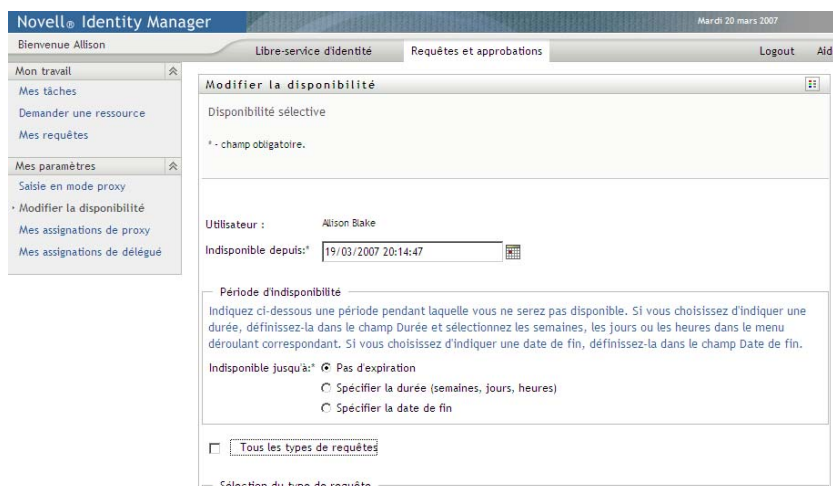 Novell® Identity Manager
Mardi 20 mars 2007
Bienvenue Allison
Libre-service d'identité
Requêtes et approbations
Logout
Aid
Mon travail
Mes tâches
Demander une ressource
Mes requêtes
Mes paramètres
Saisie en mode proxy
Modifier la disponibilité
Mes assignations de proxy
Mes assignations de délégué
Modifier la disponibilité
Disponibilité sélective
* - champ obligatoire.
Utilisateur : Allison Blake
Indisponible depuis:* 19/03/2007 20:14:47
Période d'indisponibilité
Indiquez ci-dessous une période pendant laquelle vous ne serez pas disponible. Si vous choisissez d'indiquer une
durée, définissez-la dans le champ Durée et sélectionnez les semaines, les jours ou les heures dans le menu
déroulant correspondant. Si vous choisissez d'indiquer une date de fin, définissez-la dans le champ Date de fin.
Indisponible jusqu'à:* Pas d'expiration
Spécifier la durée (semaines, jours, heures)
Spécifier la date de fin
Tous les types de requêtes
Sélection du type de requête